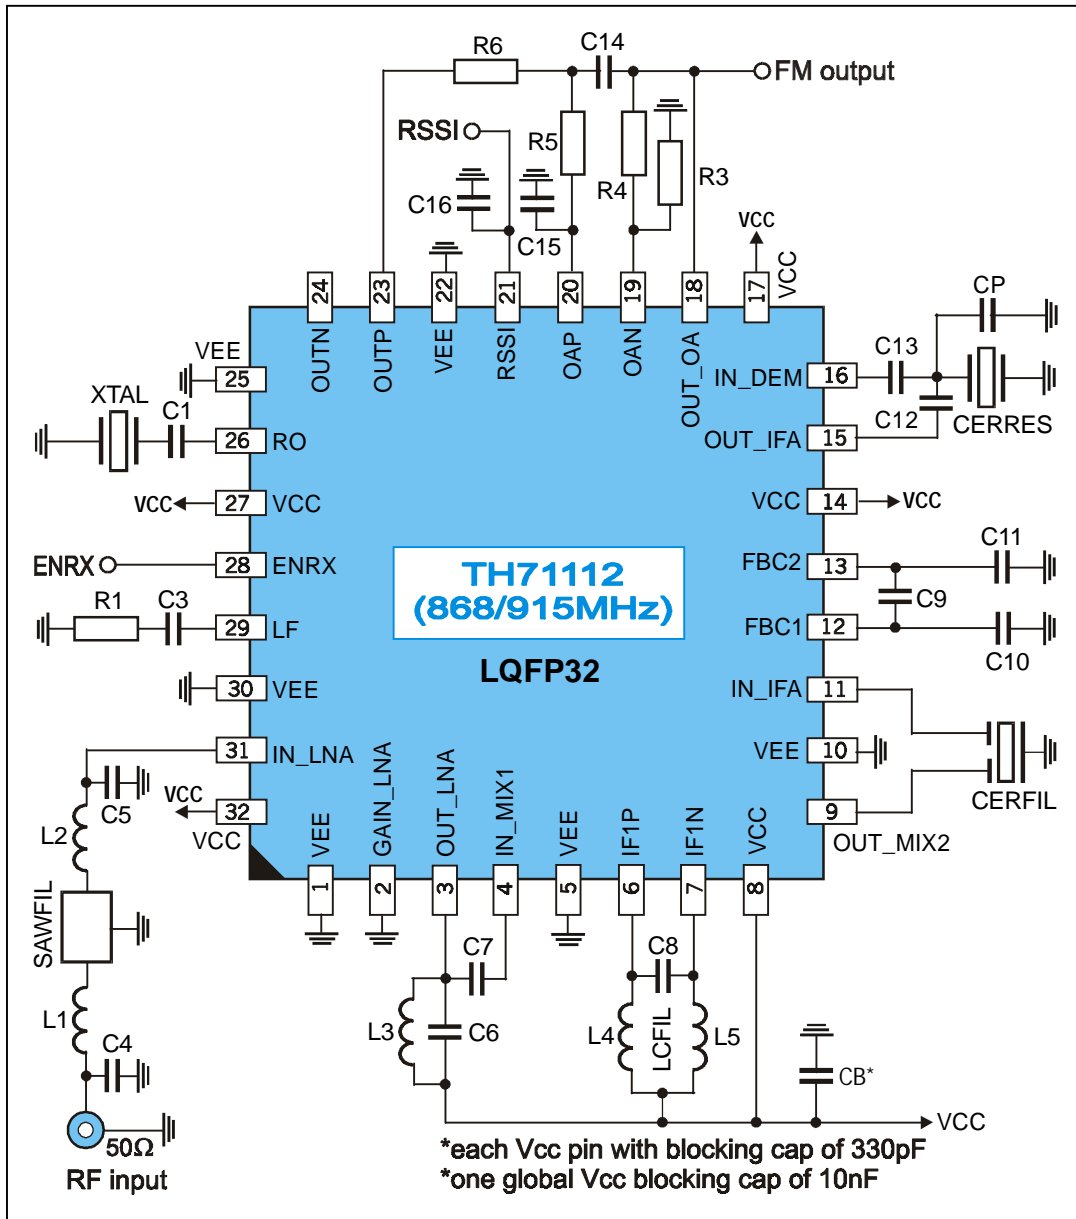 R6
C14
FM output
RSSI
R5
R4
R3
C16
C15
VCC
VCC
24
23
22
21
20
19
18
17
OUTN
OUTP
VEE
RSSI
OAP
OAN
OUT_OA
CP
VEE
25
IN_DEM
16
C13
XTAL
C1
26
RO
OUT_IFA
15
C12
CERRES
VCC
27
VCC
VCC
14
VCC
ENRX
28
ENRX
FBC2
13
C11
C9
R1
C3
29
LF
FBC1
12
C10
TH71112
(868/915MHz)
LQFP32
30
VEE
IN_IFA
11
31
IN_LNA
VEE
10
CERFIL
C5
VCC
32
VCC
9
OUT_MIX2
L2
VEE
GAIN_LNA
OUT_LNA
IN_MIX1
VEE
IF1P
IF1N
VCC
1
2
3
4
5
6
7
8
SAWFIL
C7
C8
L1
C4
L3
C6
L4
LCFIL
L5
CB*
VCC
50Ω
RF input
*each Vcc pin with blocking cap of 330pF
*one global Vcc blocking cap of 10nF